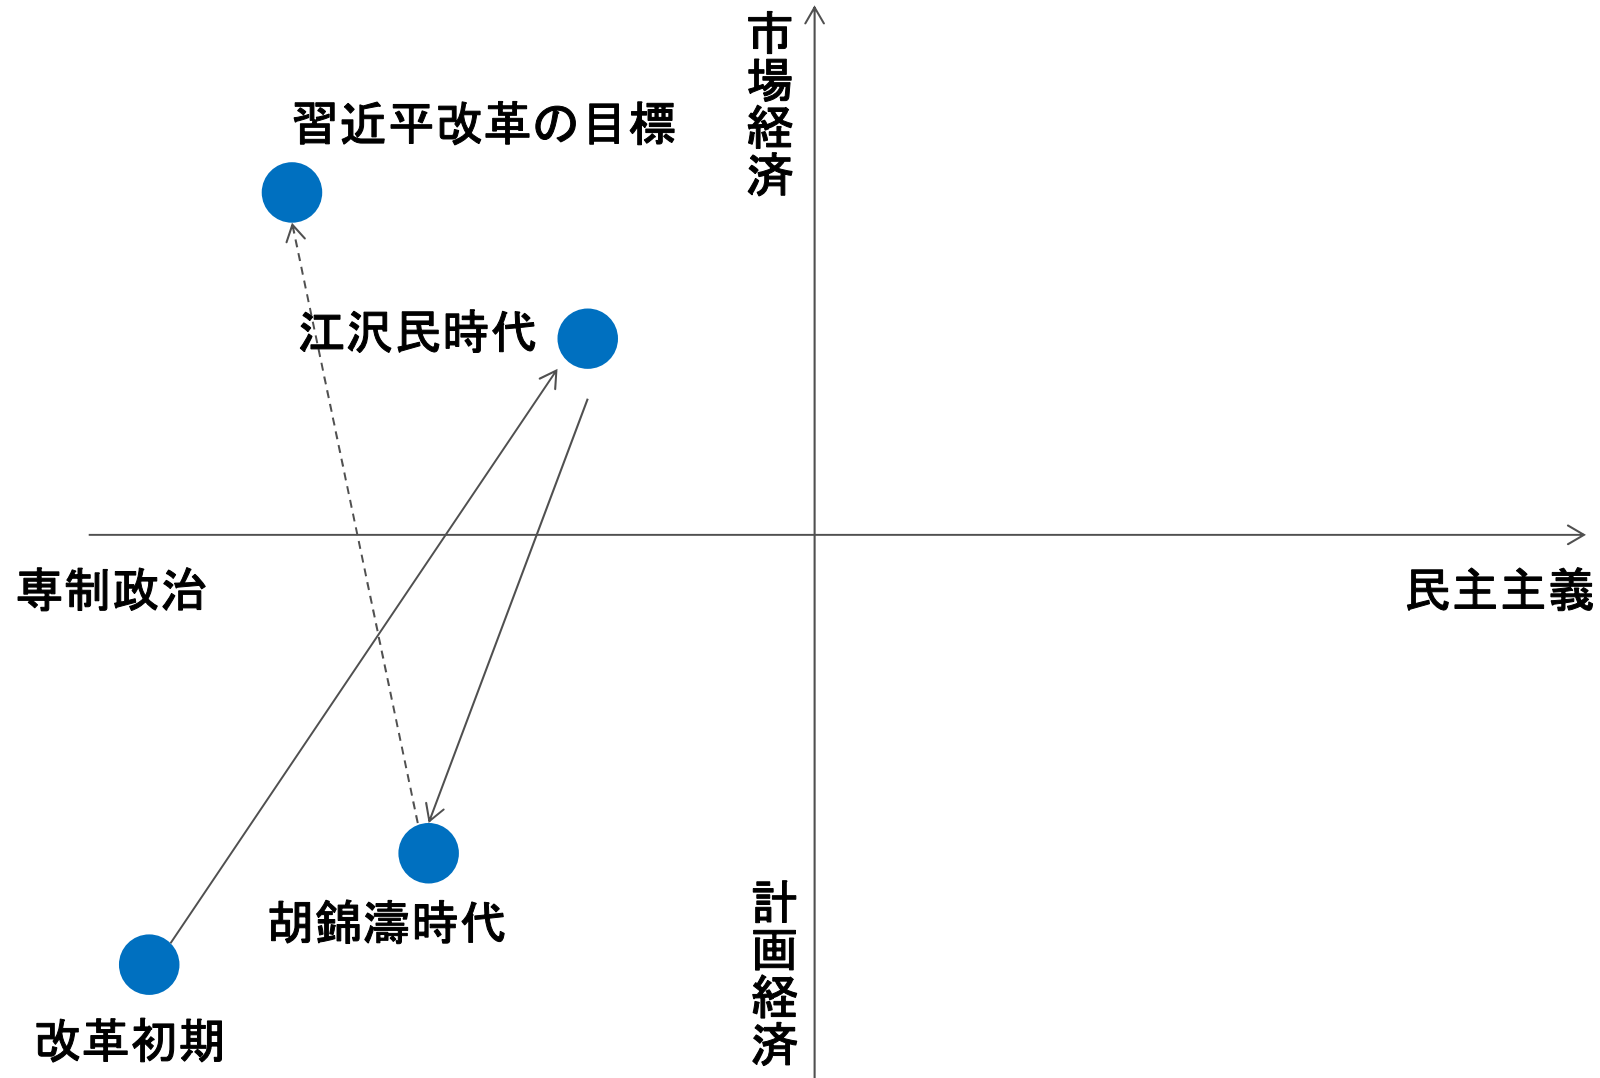 市場経済
習近平改革の目標
江沢民時代
専制政治
民主主義
胡錦濤時代
計画経済
改革初期